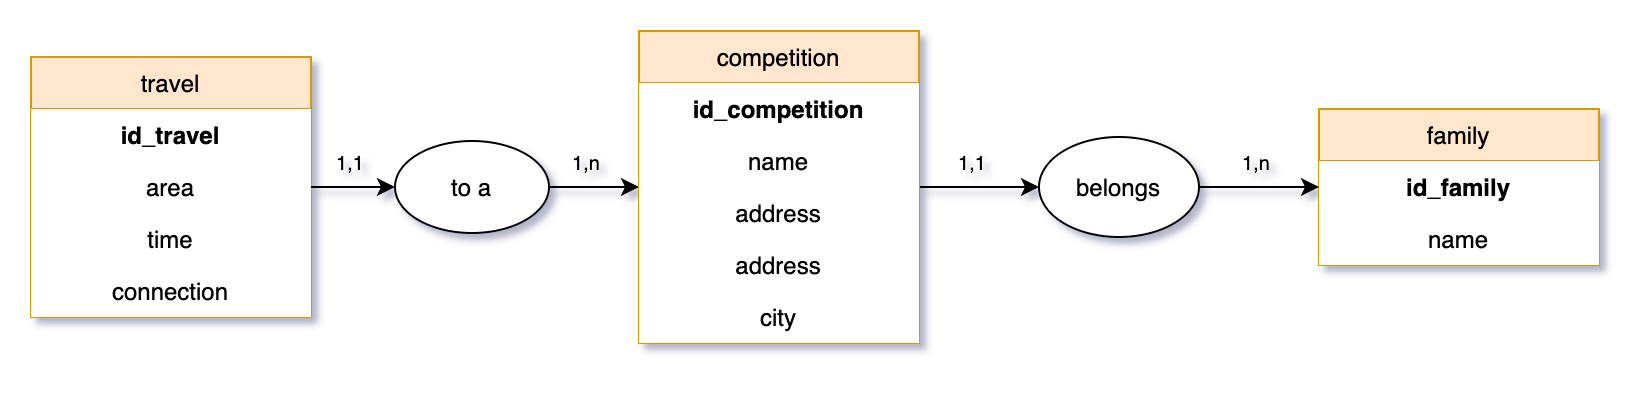 travel
id_travel
area
time
connection
1,1
to a
1,n
competition
id_competition
name
address
address
city
1,1
belongs
1,n
family
id_family
name